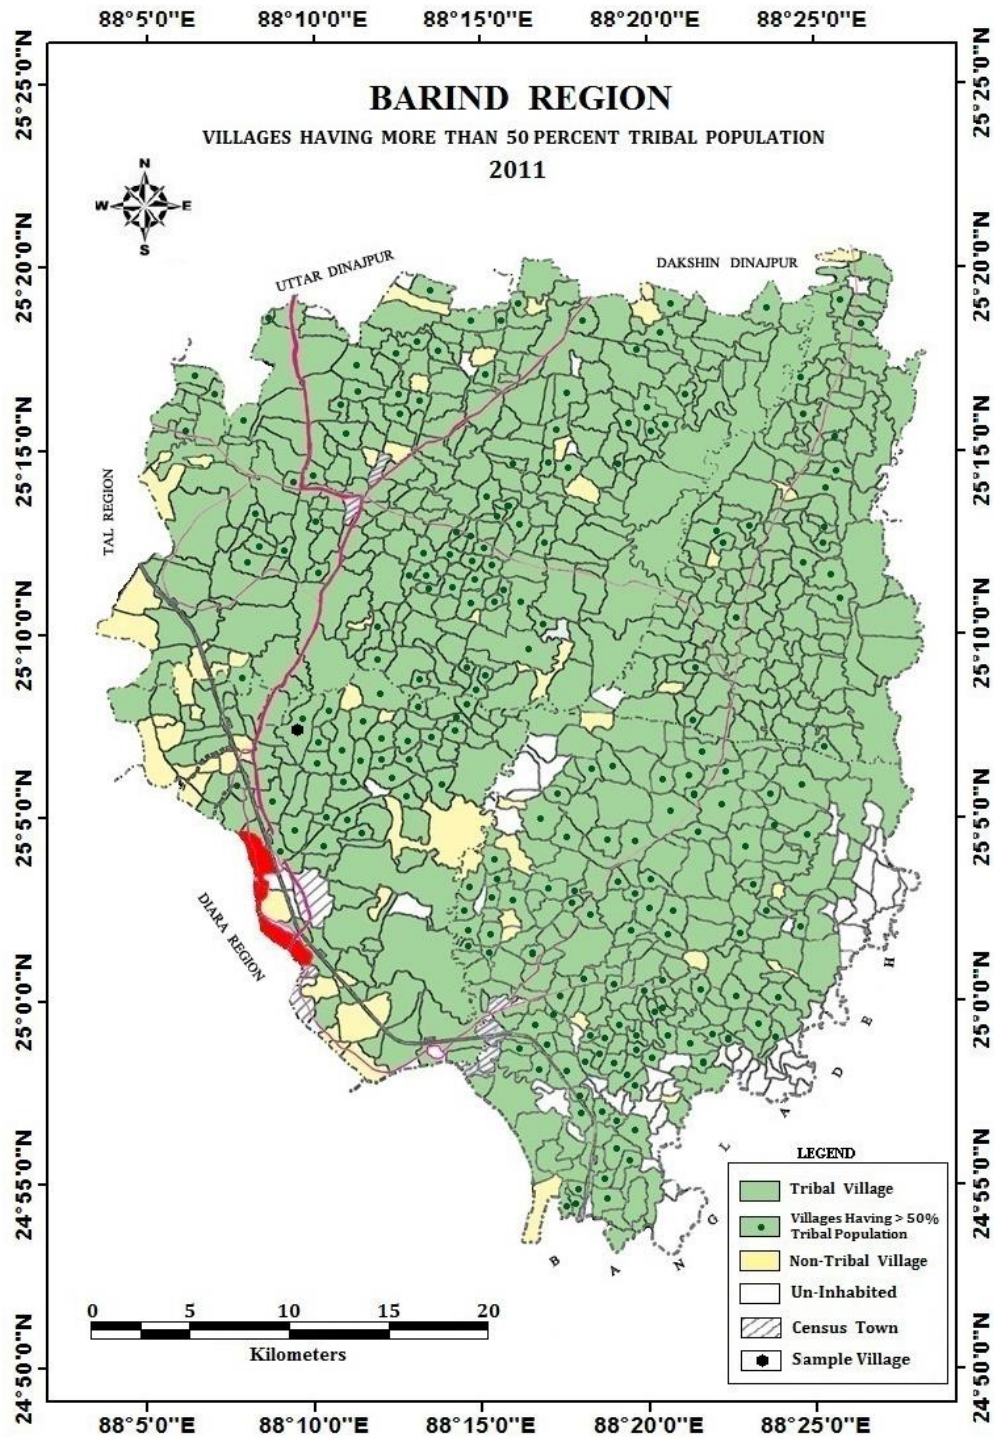 88°5'0"E 88°10'0"E 88°15'0"E 88°20'0"E 88°25'0"E
BARIND REGION
VILLAGES HAVING MORE THAN 50 PERCENT TRIBAL POPULATION
2011
N
W E
S
UTTAR DINAJPUR
DAKSHIN DINAJPUR
TAL REGION
DIARA REGION
B A N G L A D E H
25°25'0"N 25°25'0"N
25°20'0"N 25°20'0"N
25°15'0"N 25°15'0"N
25°10'0"N 25°10'0"N
25°5'0"N 25°5'0"N
25°0'0"N 25°0'0"N
24°55'0"N 24°55'0"N
24°50'0"N 24°50'0"N
LEGEND
Tribal Village
Villages Having > 50%
Tribal Population
Non-Tribal Village
Un-Inhabited
Census Town
Sample Village
0 5 10 15 20
Kilometers
88°5'0"E 88°10'0"E 88°15'0"E 88°20'0"E 88°25'0"E